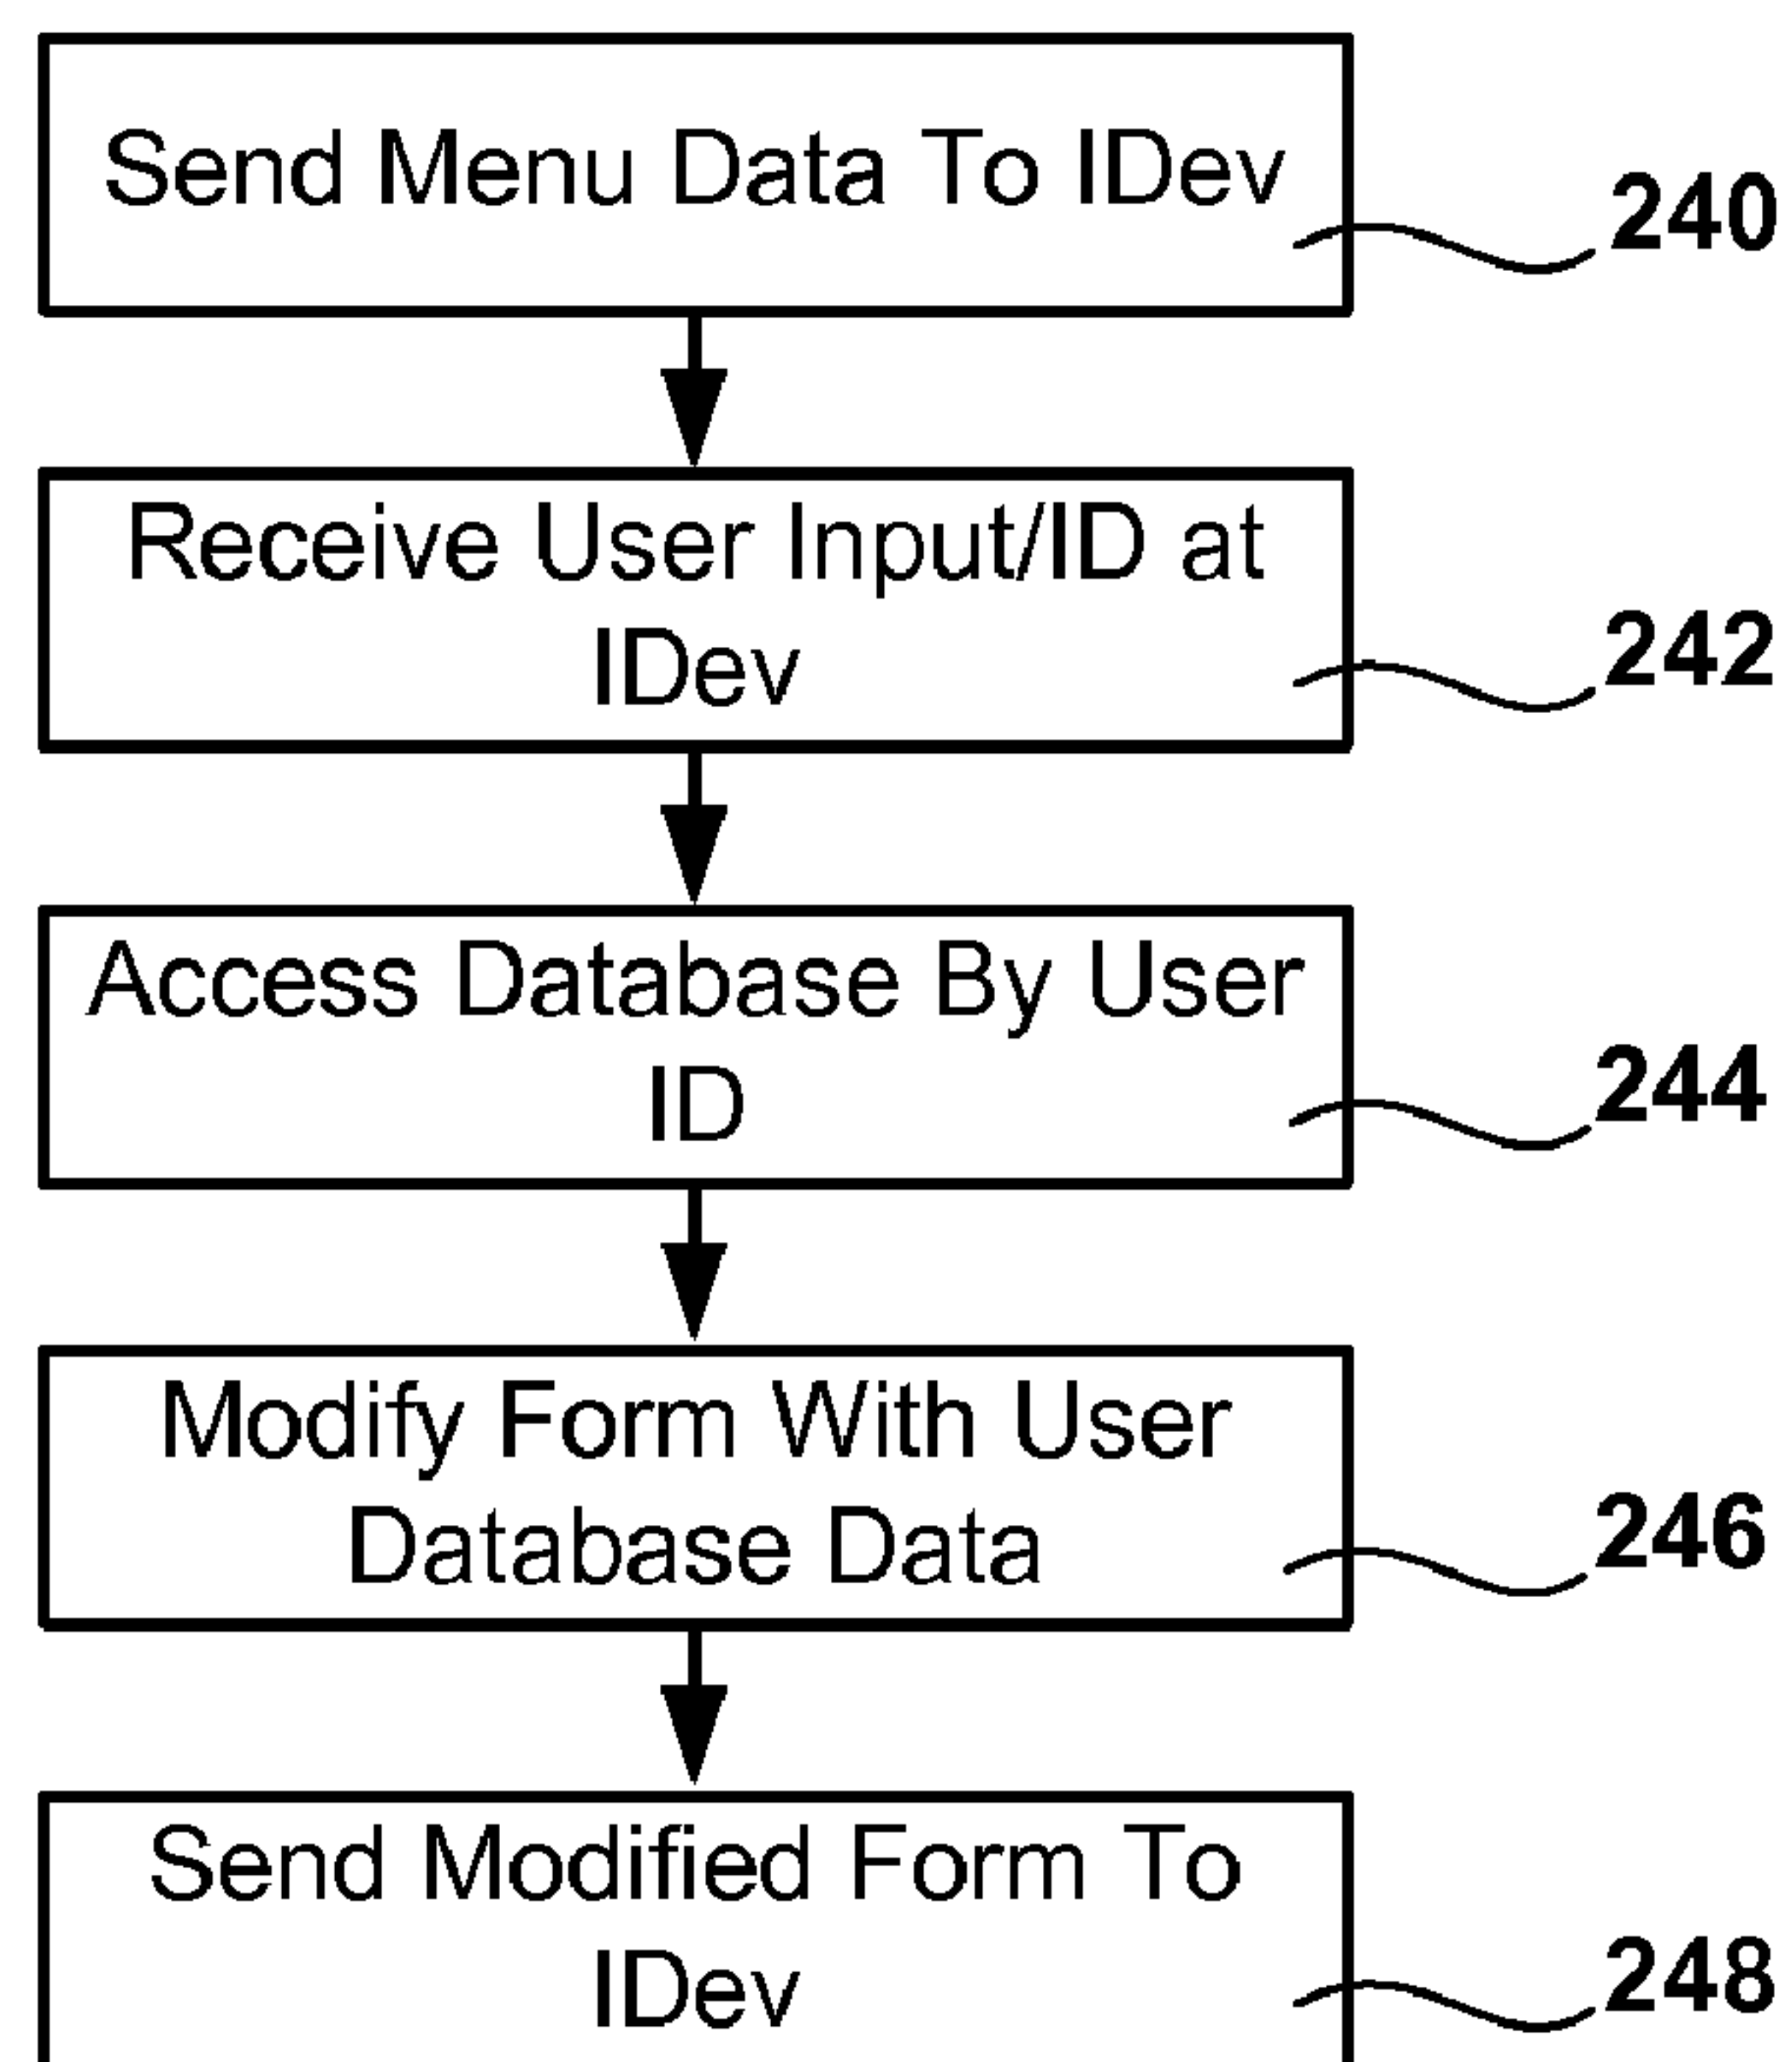 Send Menu Data To IDev
240
Receive User Input/ID at
IDev
242
Access Database By User
ID
244
Modify Form With User
Database Data
246
Send Modified Form To
IDev
248